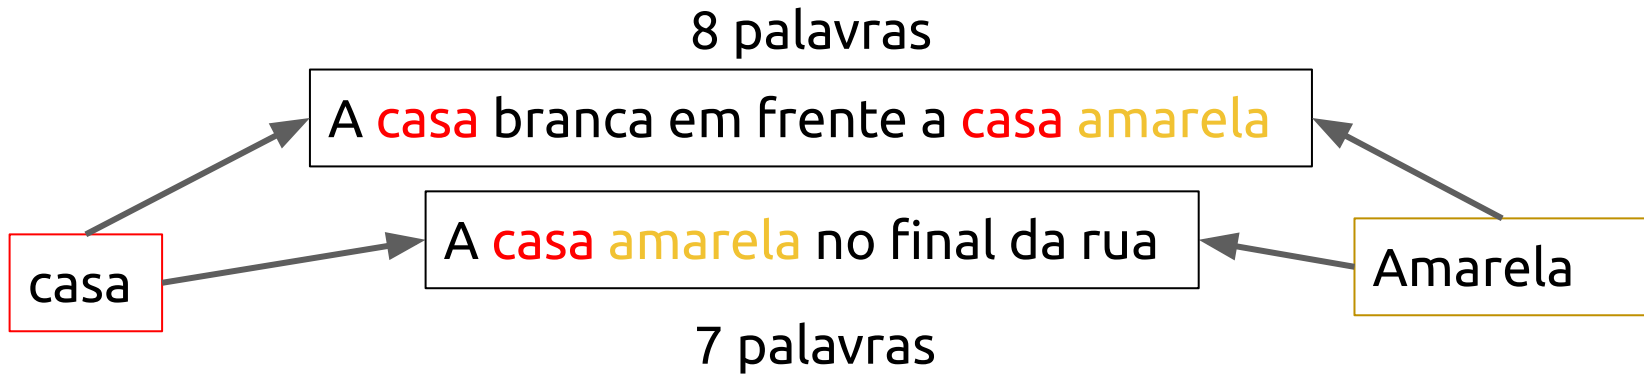 8 palavras
A casa branca em frente a casa amarela
A casa amarela no final da rua
casa
Amarela
7 palavras